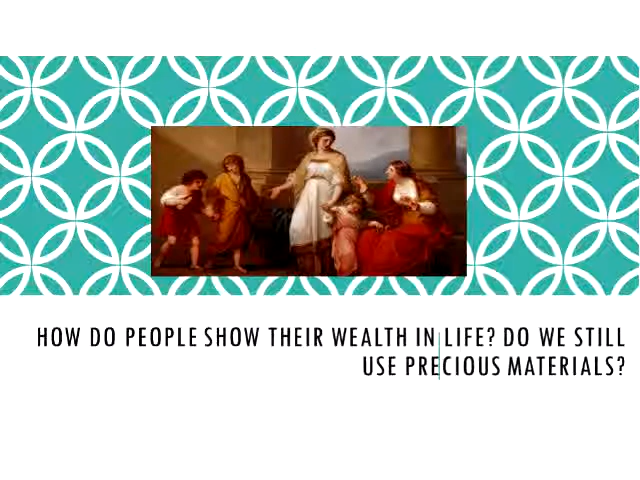 HOW DO PEOPLE SHOW THEIR WEALTH IN LIFE? DO WE STILL
USE PRECIOUS MATERIALS?